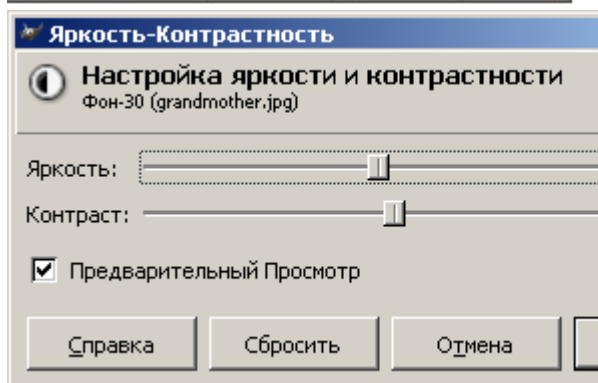 Яркость-Контрастность
Настройка яркости и контрастности
Фон-30 (grandmother.jpg)
Яркость:
Контраст:
Предварительный Просмотр
Справка Сбросить Отмена